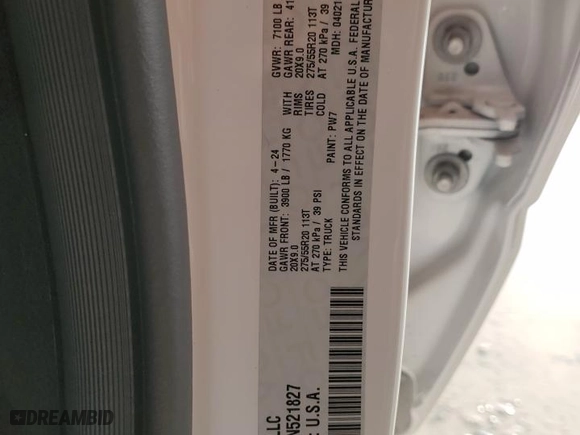 LLC
N521827
: U.S.A.
DATE OF MFR (BUILT): 4-24
GAWR FRONT: 3900 LB / 1770 KG
20X9.0
275/55R20 113T
AT 270 kPa / 39 PSI
TYPE: TRUCK
WITH
RIMS
TIRES
COLD
PAINT: PW7
GVWR: 7100 LB
GAWR REAR: 41
20X9.0
275/55R20 113T
AT 270 kPa / 39
MDH: 04021
THIS VEHICLE CONFORMS TO ALL APPLICABLE U.S.A. FEDERAL
STANDARDS IN EFFECT ON THE DATE OF MANUFACTUR
DREAMBID